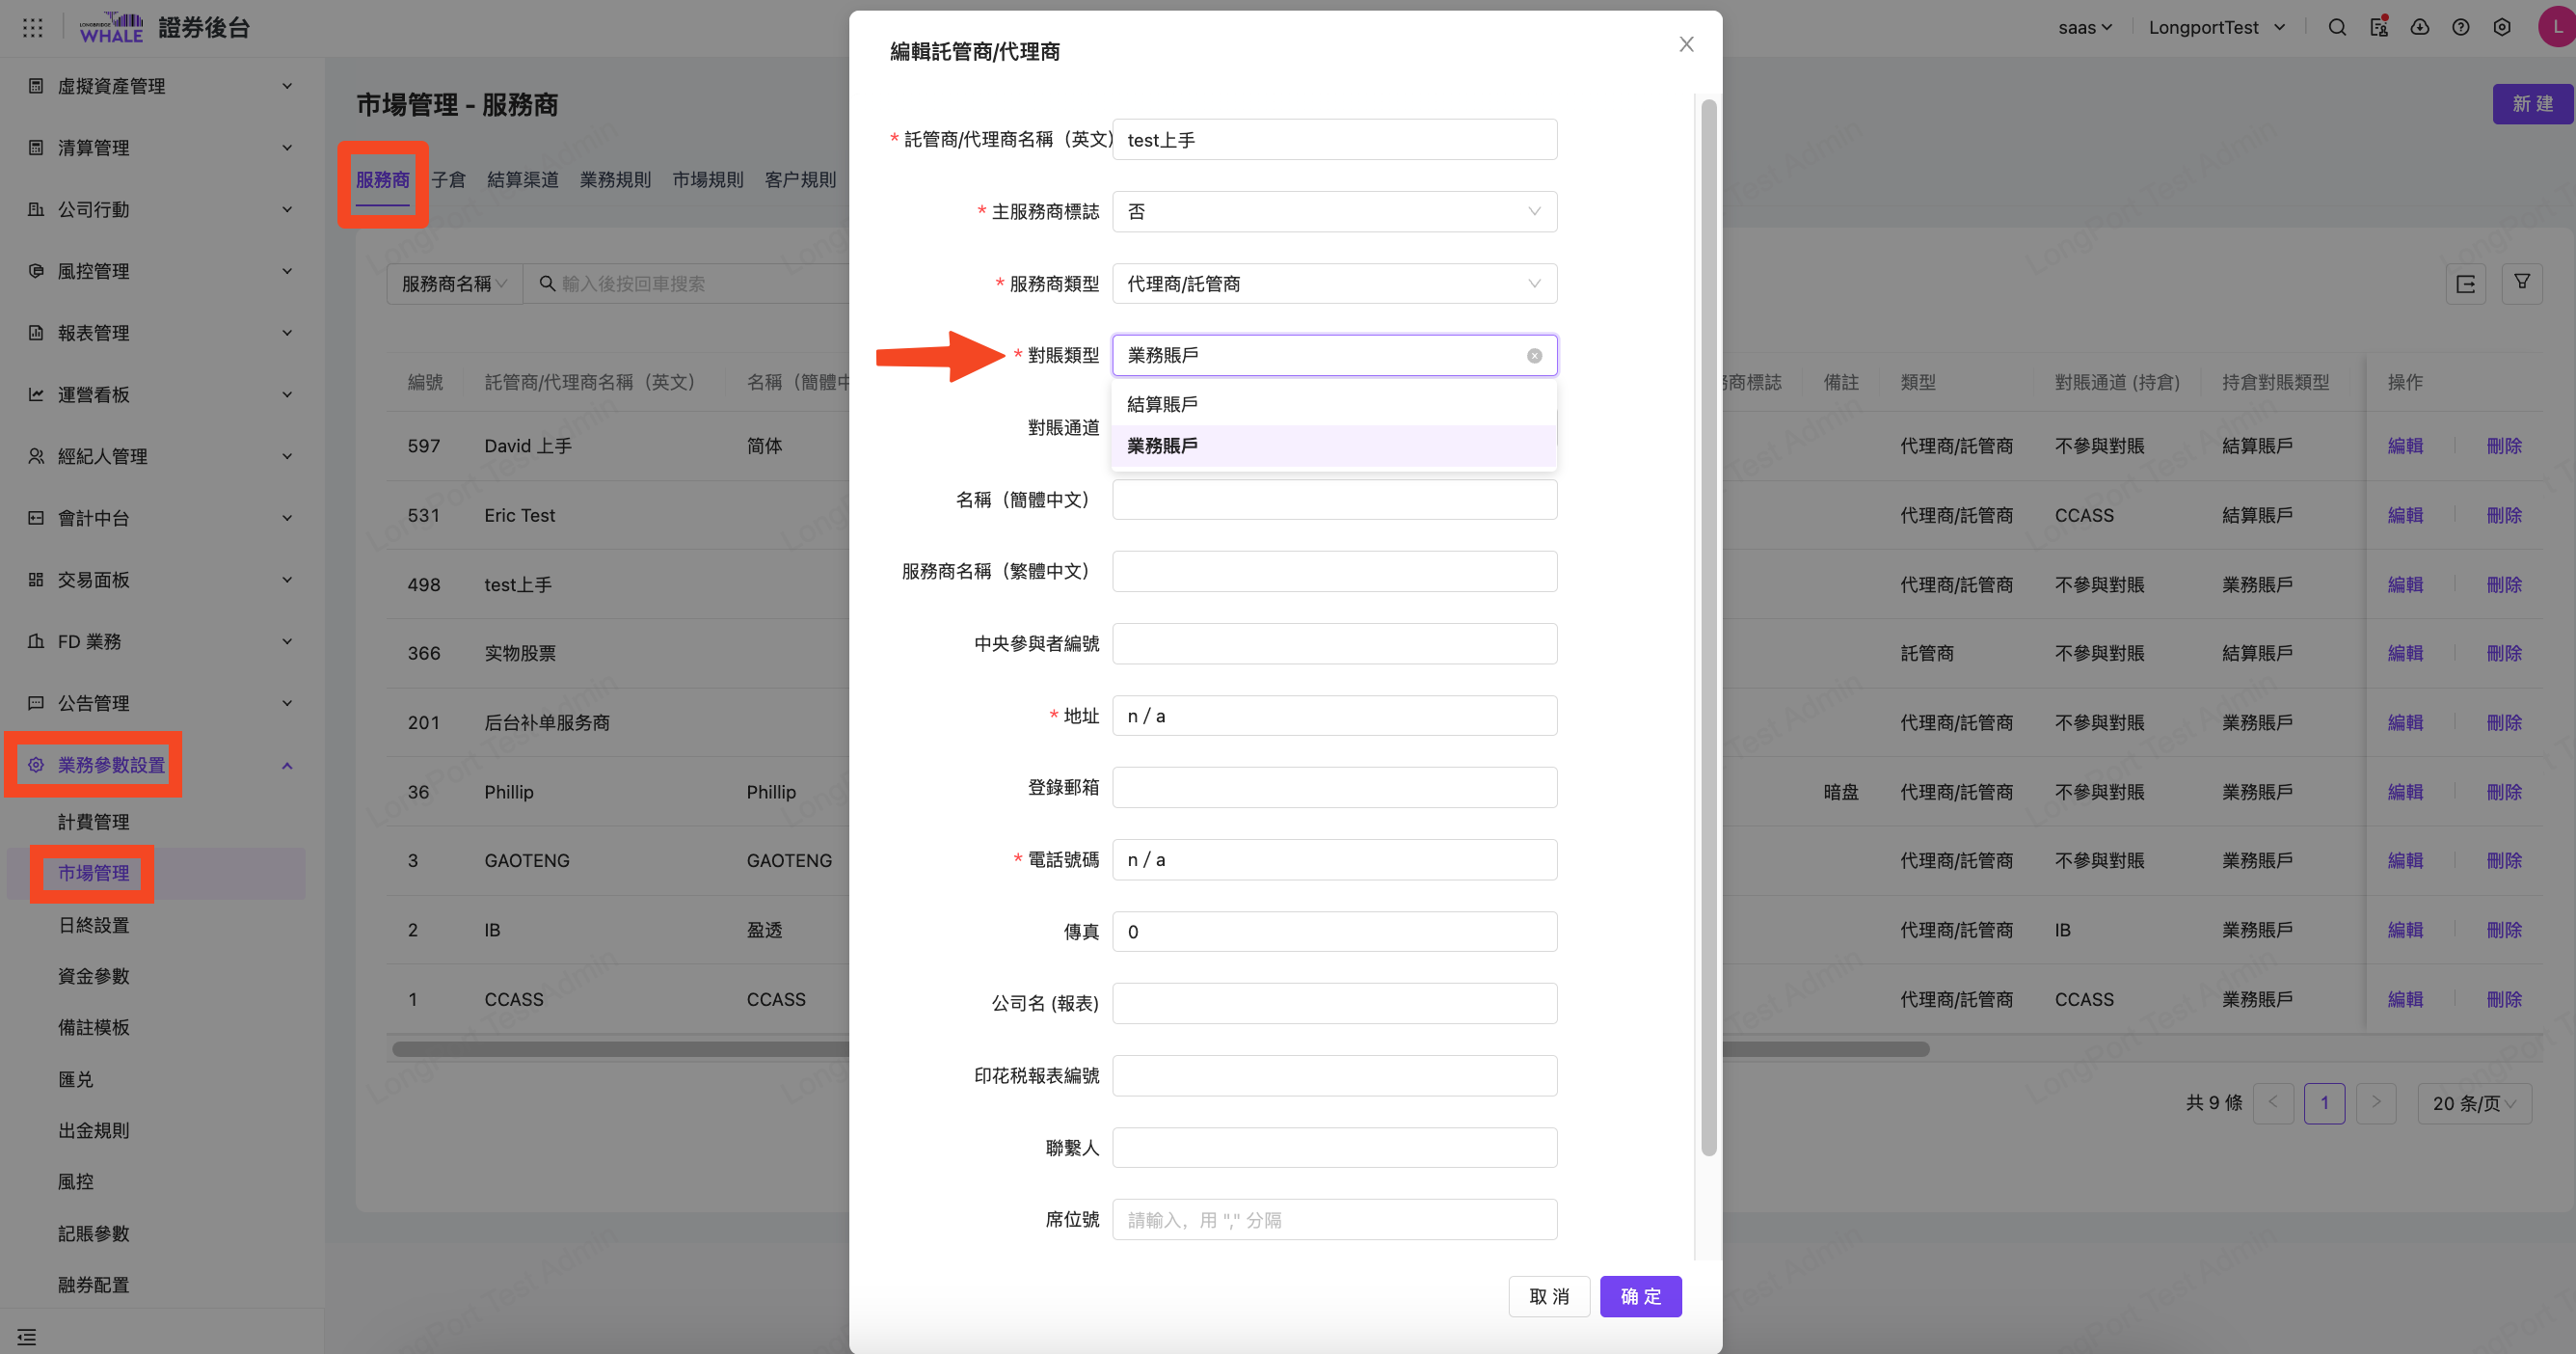 LONGBRIDGE
WHALE
證券後台
saas
LongportTest
L
虛擬資產管理
清算管理
公司行動
風控管理
報表管理
運營看板
經紀人管理
會計中台
交易面板
FD 業務
公告管理
業務參數設置
計費管理
市場管理
日終設置
資金參數
備註模板
匯兌
出金規則
風控
記賬參數
融券配置
市場管理 - 服務商
新 建
服務商
子倉
結算渠道
業務規則
市場規則
客户規則
服務商名稱
輸入後按回車搜索
編號
託管商/代理商名稱（英文）
名稱（簡體中
商標誌
備註
類型
對賬通道 (持倉)
持倉對賬類型
操作
597
David 上手
简体
代理商/託管商
不參與對賬
結算賬戶
編輯
刪除
531
Eric Test
代理商/託管商
CCASS
結算賬戶
編輯
刪除
498
test上手
代理商/託管商
不參與對賬
業務賬戶
編輯
刪除
366
实物股票
託管商
不參與對賬
結算賬戶
編輯
刪除
201
后台补单服务商
代理商/託管商
不參與對賬
業務賬戶
編輯
刪除
36
Phillip
Phillip
暗盘
代理商/託管商
不參與對賬
業務賬戶
編輯
刪除
3
GAOTENG
GAOTENG
代理商/託管商
不參與對賬
業務賬戶
編輯
刪除
2
IB
盈透
代理商/託管商
IB
業務賬戶
編輯
刪除
1
CCASS
CCASS
代理商/託管商
CCASS
業務賬戶
編輯
刪除
共 9 條
1
20 条/页
編輯託管商/代理商
* 託管商/代理商名稱（英文）
test上手
* 主服務商標誌
否
* 服務商類型
代理商/託管商
* 對賬類型
業務賬戶
結算賬戶
業務賬戶
對賬通道
名稱（簡體中文）
服務商名稱（繁體中文）
中央參與者編號
* 地址
n / a
登錄郵箱
* 電話號碼
n / a
傳真
0
公司名 (報表)
印花税報表編號
聯繫人
席位號
請輸入，用 "," 分隔
取 消
确 定
LongPort Test Admin